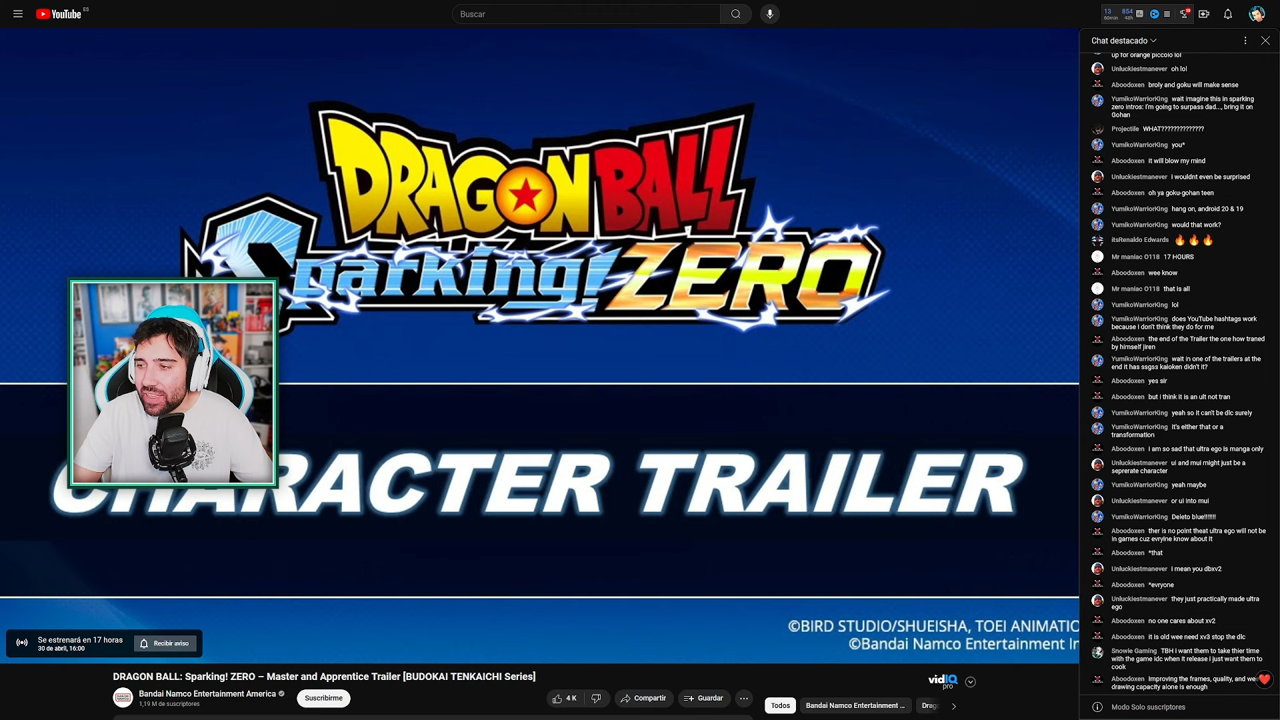 YouTube ES
Buscar
13
60min
854
48h
DRAGON BALL
Sparking! ZERO
CHARACTER TRAILER
©BIRD STUDIO/SHUEISHA, TOEI ANIMATIO
©Bandai Namco Entertainment In
Se estrenará en 17 horas
30 de abril, 16:00
Recibir aviso
DRAGON BALL: Sparking! ZERO – Master and Apprentice Trailer [BUDOKAI TENKAICHI Series]
Bandai Namco Entertainment America
1,19 M de suscriptores
Suscribirme
4 K
Compartir
Guardar
vidIQ
pro
Todos
Bandai Namco Entertainment ...
Drag
Chat destacado
up for orange piccolo lol
Unluckiestmanever oh lol
Aboodoxen broly and goku will make sense
YumikoWarriorKing wait imagine this in sparking
zero intros: I'm going to surpass dad..., bring it on
Gohan
Projectile WHAT??????????????
YumikoWarriorKing you*
Aboodoxen it will blow my mind
Unluckiestmanever i wouldnt even be surprised
Aboodoxen oh ya goku-gohan teen
YumikoWarriorKing hang on, android 20 & 19
YumikoWarriorKing would that work?
itsRenaldo Edwards 🔥🔥🔥
Mr maniac O118 17 HOURS
Aboodoxen wee know
Mr maniac O118 that is all
YumikoWarriorKing lol
YumikoWarriorKing does YouTube hashtags work
because I don't think they do for me
Aboodoxen the end of the Trailer the one how traned
by himself jiren
YumikoWarriorKing wait in one of the trailers at the
end it has ssgss kaioken didn't it?
Aboodoxen yes sir
Aboodoxen but i think it is an ult not tran
YumikoWarriorKing yeah so it can't be dlc surely
YumikoWarriorKing it's either that or a
transformation
Aboodoxen I am so sad that ultra ego is manga only
Unluckiestmanever ui and mui might just be a
seprerate character
YumikoWarriorKing yeah maybe
Unluckiestmanever or ui into mui
YumikoWarriorKing Deleto blue!!!!!!!
Aboodoxen ther is no point theat ultra ego will not be
in games cuz evryine know about it
Aboodoxen *that
Unluckiestmanever I mean you dbxv2
Aboodoxen *evryone
Unluckiestmanever they just practically made ultra
ego
Aboodoxen no one cares about xv2
Aboodoxen it is old wee need xv3 stop the dlc
Snowie Gaming TBH I want them to take thier time
with the game idc when it release i just want them to
cook
Aboodoxen Improving the frames, quality, and we
drawing capacity alone is enough
Modo Solo suscriptores